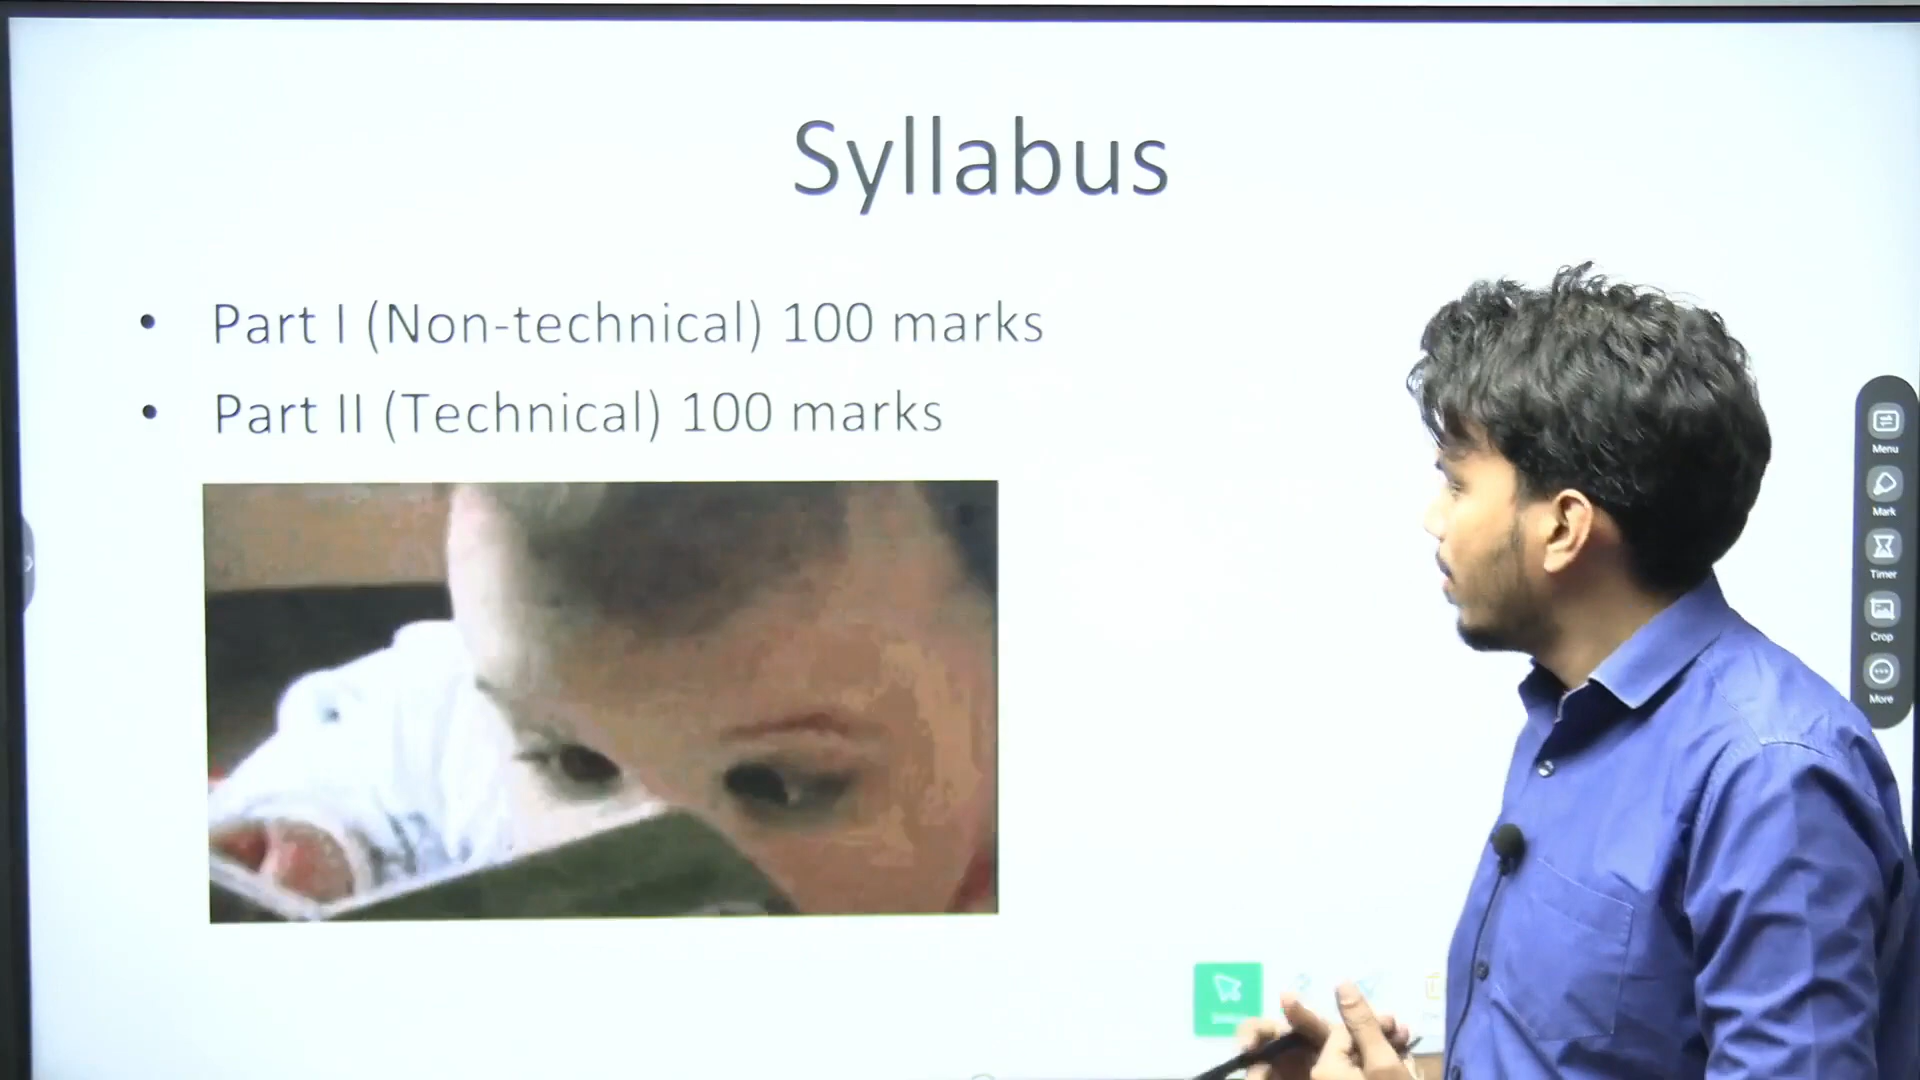 Syllabus
• Part I (Non-technical) 100 marks
• Part II (Technical) 100 marks
Menu
Mark
Timer
Crop
More